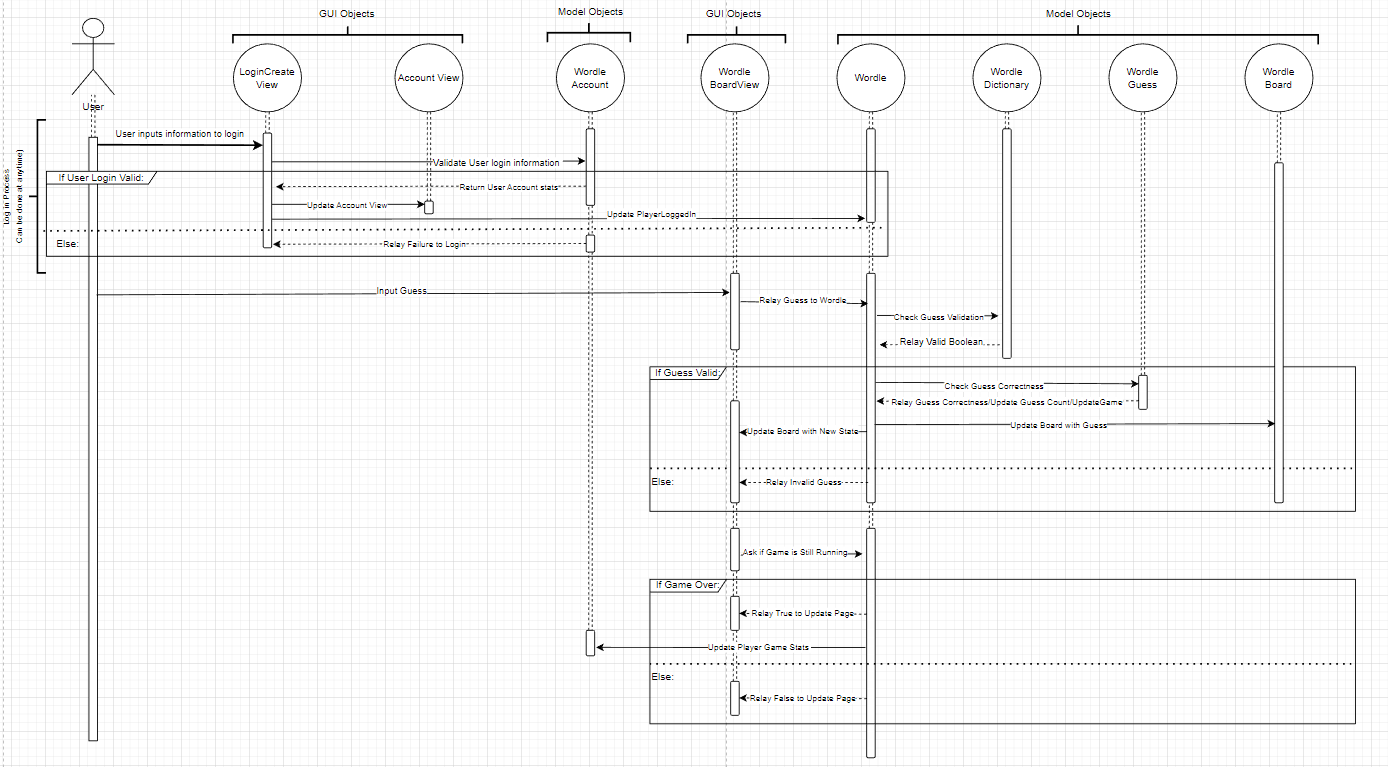 GUI Objects
Model Objects
GUI Objects
Model Objects
User
LoginCreate
View
Account View
Wordle
Account
Wordle
BoardView
Wordle
Wordle
Dictionary
Wordle
Guess
Wordle
Board
Log in Process
Can be done at anytime)
User inputs information to login
Validate User login information
If User Login Valid:
Return User Account stats
Update Account View
Update PlayerLoggedIn
Else:
Relay Failure to Login
Input Guess
Relay Guess to Wordle
Check Guess Validation
Relay Valid Boolean
If Guess Valid:
Check Guess Correctness
Relay Guess Correctness/Update Guess Count/UpdateGame
Update Board with Guess
Update Board with New State
Else:
Relay Invalid Guess
Ask if Game is Still Running
If Game Over:
Relay True to Update Page
Update Player Game Stats
Else:
Relay False to Update Page